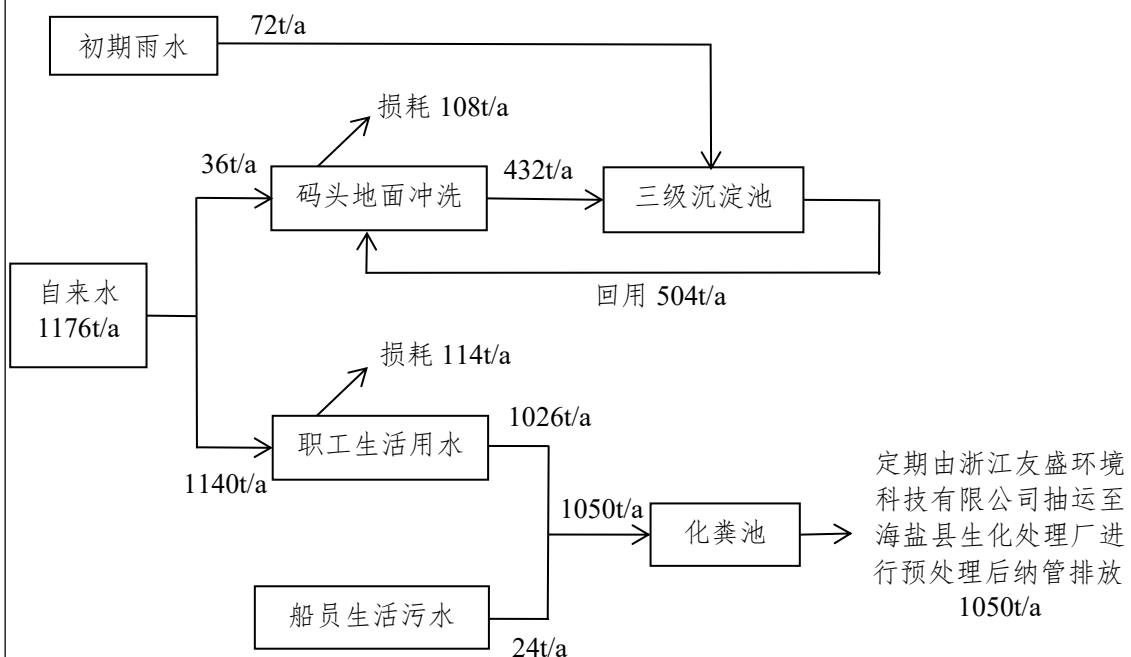 72t/a
初期雨水
损耗 108t/a
36t/a
432t/a
码头地面冲洗
三级沉淀池
回用 504t/a
自来水
1176t/a
损耗 114t/a
1026t/a
职工生活用水
1140t/a
1050t/a
化粪池
定期由浙江友盛环境
科技有限公司抽运至
海盐县生化处理厂进
行预处理后纳管排放
1050t/a
船员生活污水
24t/a